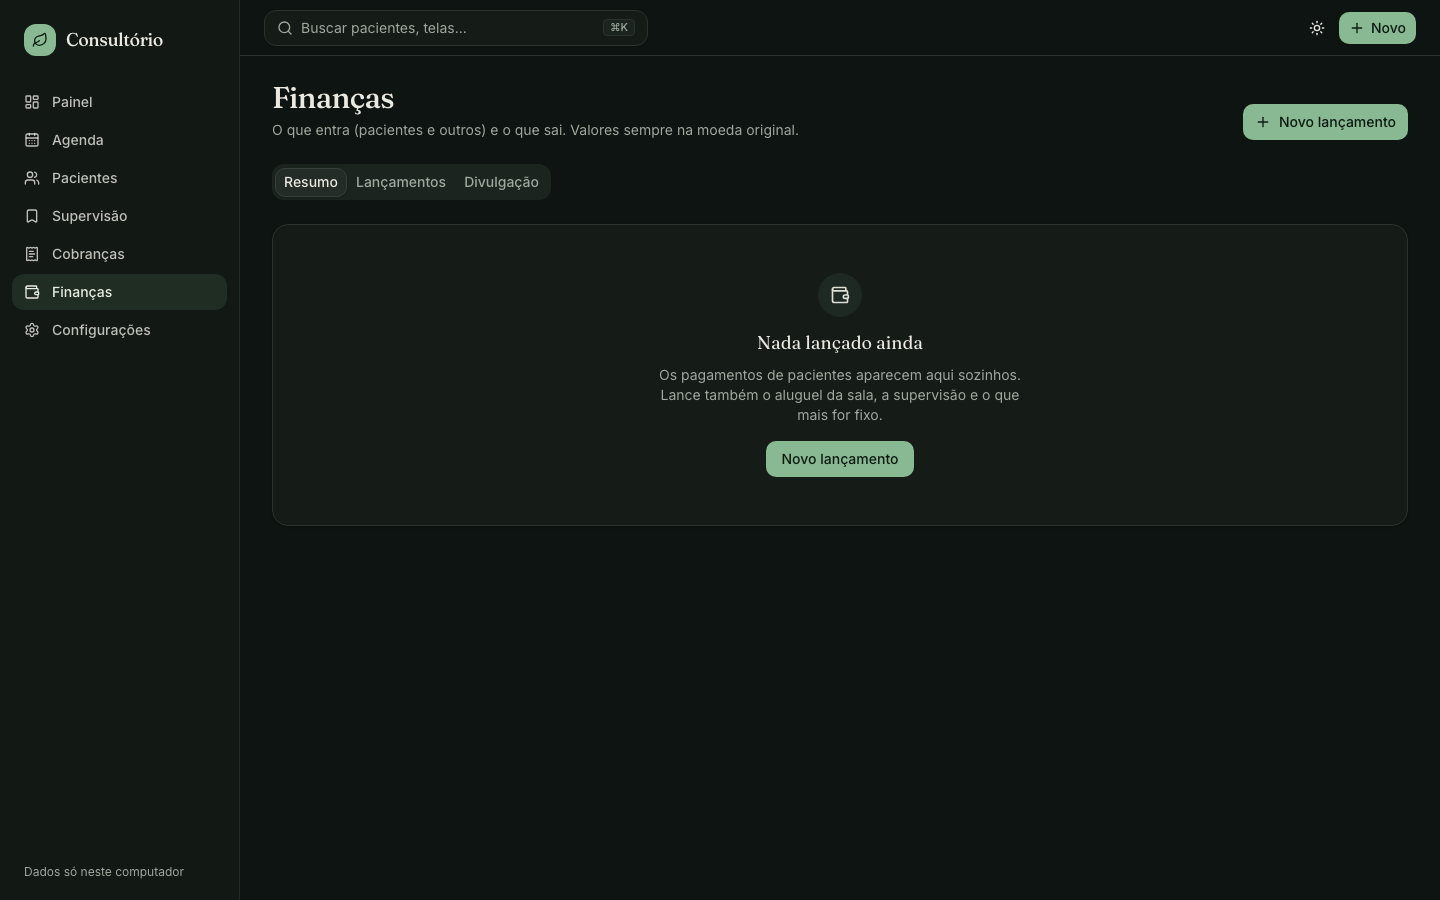 Consultório
Buscar pacientes, telas...
⌘K
Novo
Painel
Agenda
Pacientes
Supervisão
Cobranças
Finanças
Configurações
Finanças
O que entra (pacientes e outros) e o que sai. Valores sempre na moeda original.
Novo lançamento
Resumo
Lançamentos
Divulgação
Nada lançado ainda
Os pagamentos de pacientes aparecem aqui sozinhos.
Lance também o aluguel da sala, a supervisão e o que
mais for fixo.
Novo lançamento
Dados só neste computador